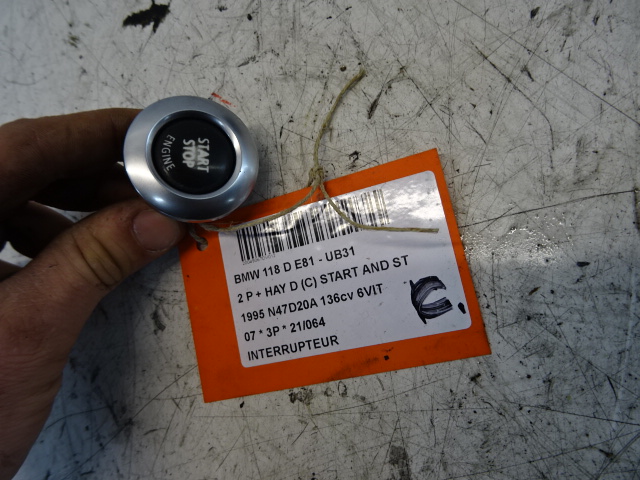 START
STOP
ENGINE
BMW 118 D E81 - UB31
2 P + HAY D (C) START AND ST
1995 N47D20A 136cv 6VIT
07 * 3P * 21/064
INTERRUPTEUR
C